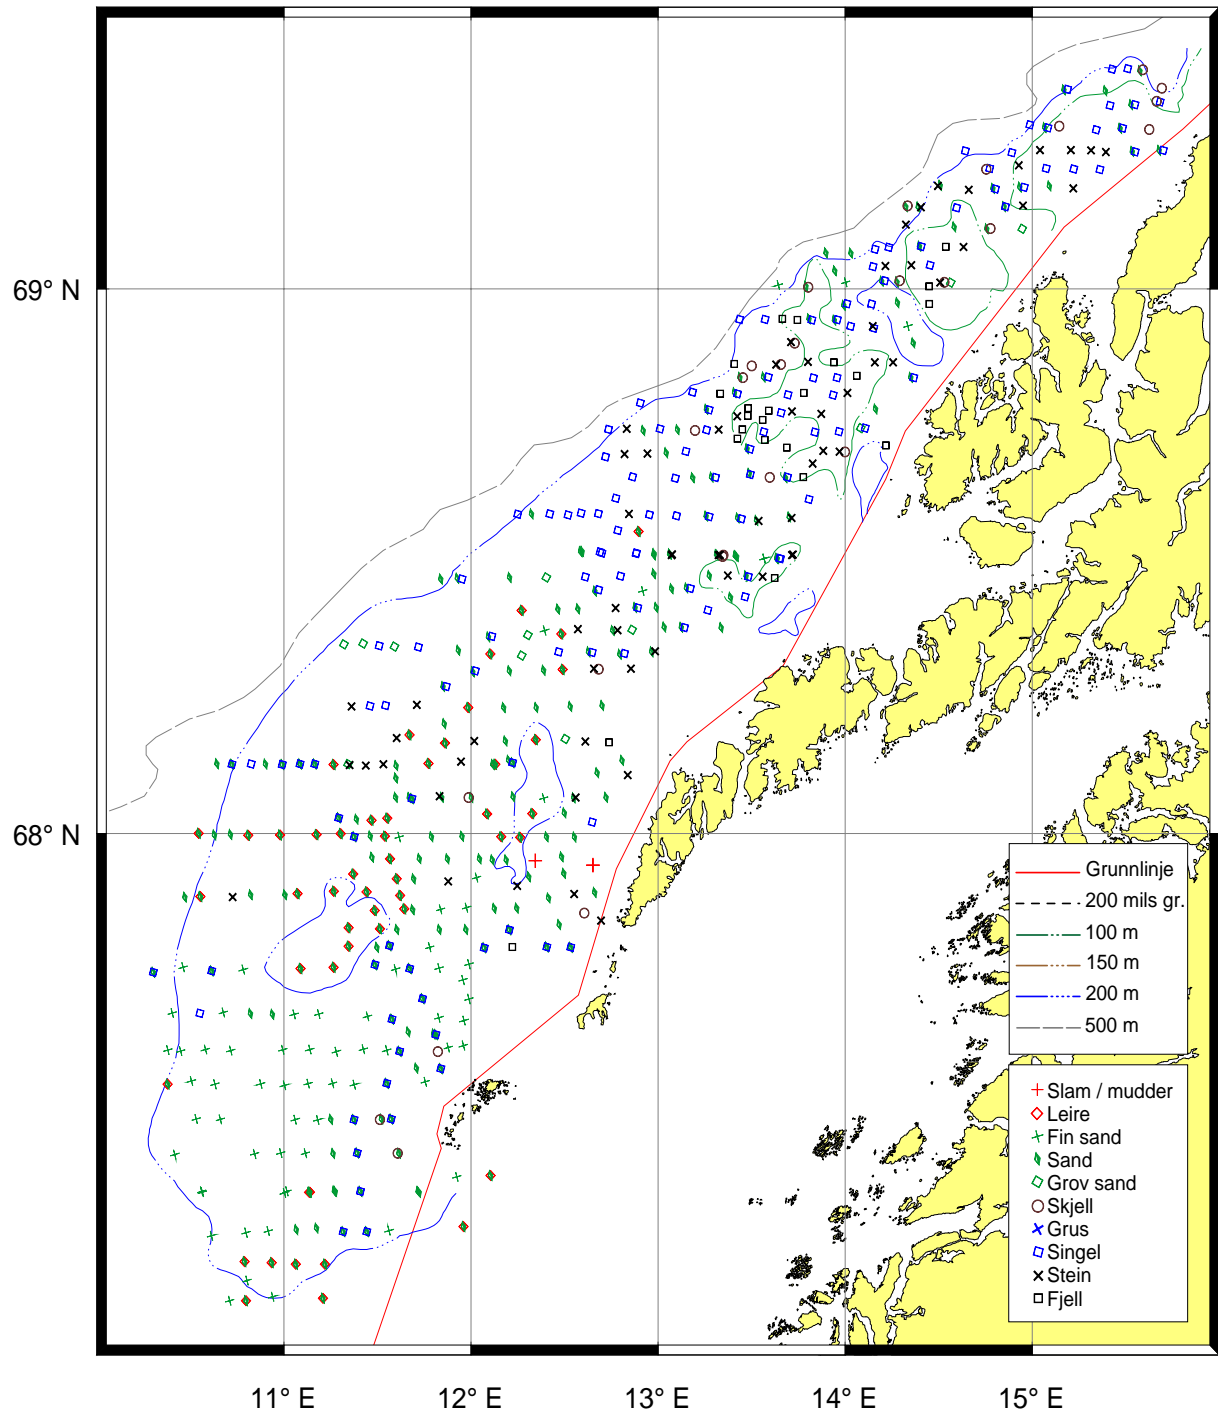 69° N
68° N
Grunnlinje
200 mils gr.
100 m
150 m
200 m
500 m
Slam / mudder
Leire
Fin sand
Sand
Grov sand
Skjell
Grus
Singel
Stein
Fjell
11° E 12° E 13° E 14° E 15° E